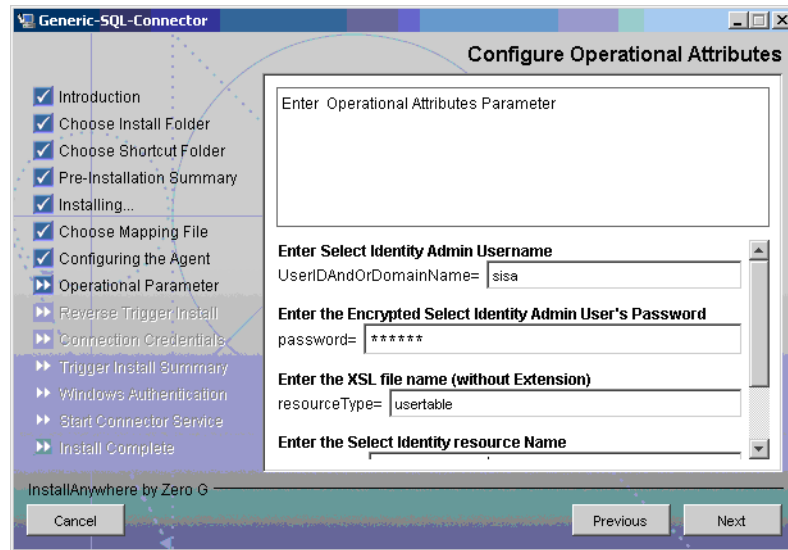 Generic-SQL-Connector
Configure Operational Attributes
Introduction
Choose Install Folder
Choose Shortcut Folder
Pre-Installation Summary
Installing...
Choose Mapping File
Configuring the Agent
Operational Parameter
Reverse Trigger Install
Connection Credentials
Trigger Install Summary
Windows Authentication
Start Connector Service
Install Complete
Enter Operational Attributes Parameter
Enter Select Identity Admin Username
UserIDAndOrDomainName= sisa
Enter the Encrypted Select Identity Admin User's Password
password= ******
Enter the XSL file name (without Extension)
resourceType= usertable
Enter the Select Identity resource Name
InstallAnywhere by Zero G
Cancel
Previous
Next